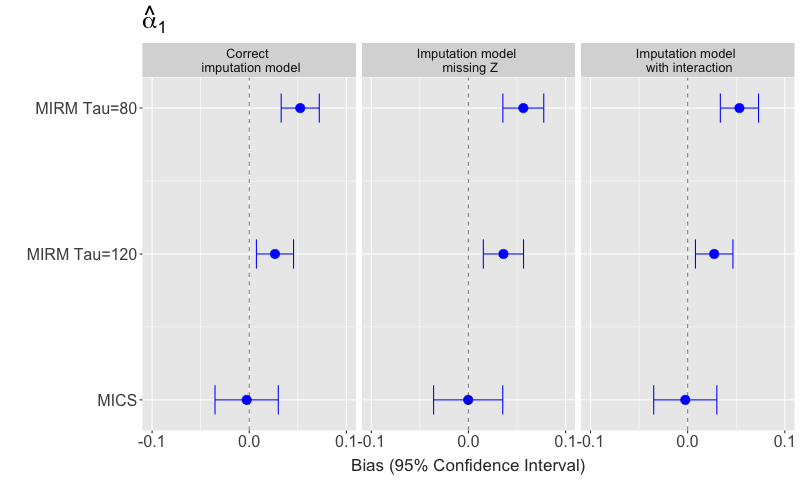 α̂₁
Correct
imputation model
Imputation model
missing Z
Imputation model
with interaction
MIRM Tau=80
MIRM Tau=120
MICS
-0.1 0.0 0.1 -0.1 0.0 0.1 -0.1 0.0 0.1
Bias (95% Confidence Interval)